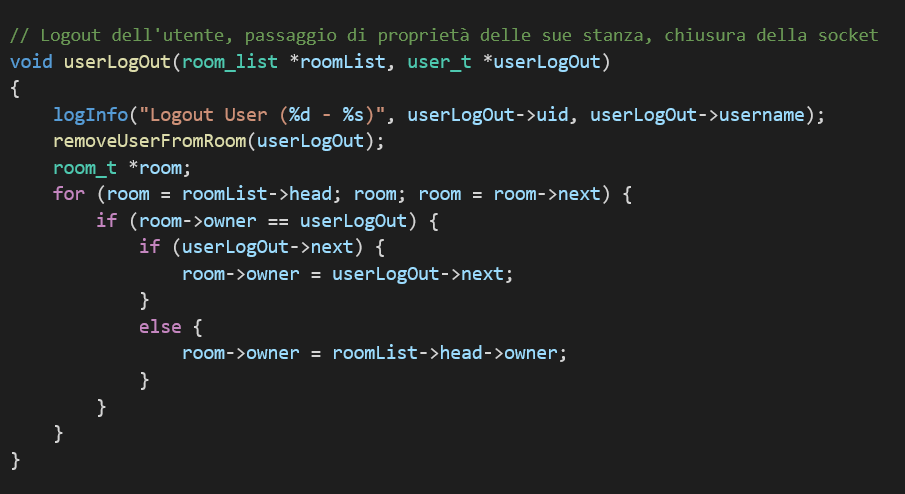 // Logout dell'utente, passaggio di proprietà delle sue stanza, chiusura della socket
void userLogOut(room_list *roomList, user_t *userLogOut)
{
    logInfo("Logout User (%d - %s)", userLogOut->uid, userLogOut->username);
    removeUserFromRoom(userLogOut);
    room_t *room;
    for (room = roomList->head; room; room = room->next) {
        if (room->owner == userLogOut) {
            if (userLogOut->next) {
                room->owner = userLogOut->next;
            }
            else {
                room->owner = roomList->head->owner;
            }
        }
    }
}